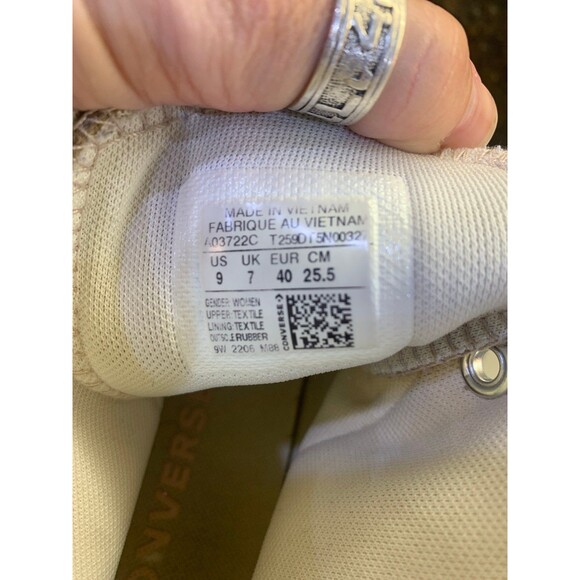 MADE IN VIETNAM
FABRIQUE AU VIETNAM
A03722C T259DT5N0032
US UK EUR CM
9 7 40 25.5
GENDER:WOMEN
UPPER:TEXTILE
LINING:TEXTILE
OUTSOLE:RUBBER
9W 2206 M88
CONVERSE
CONVERSE